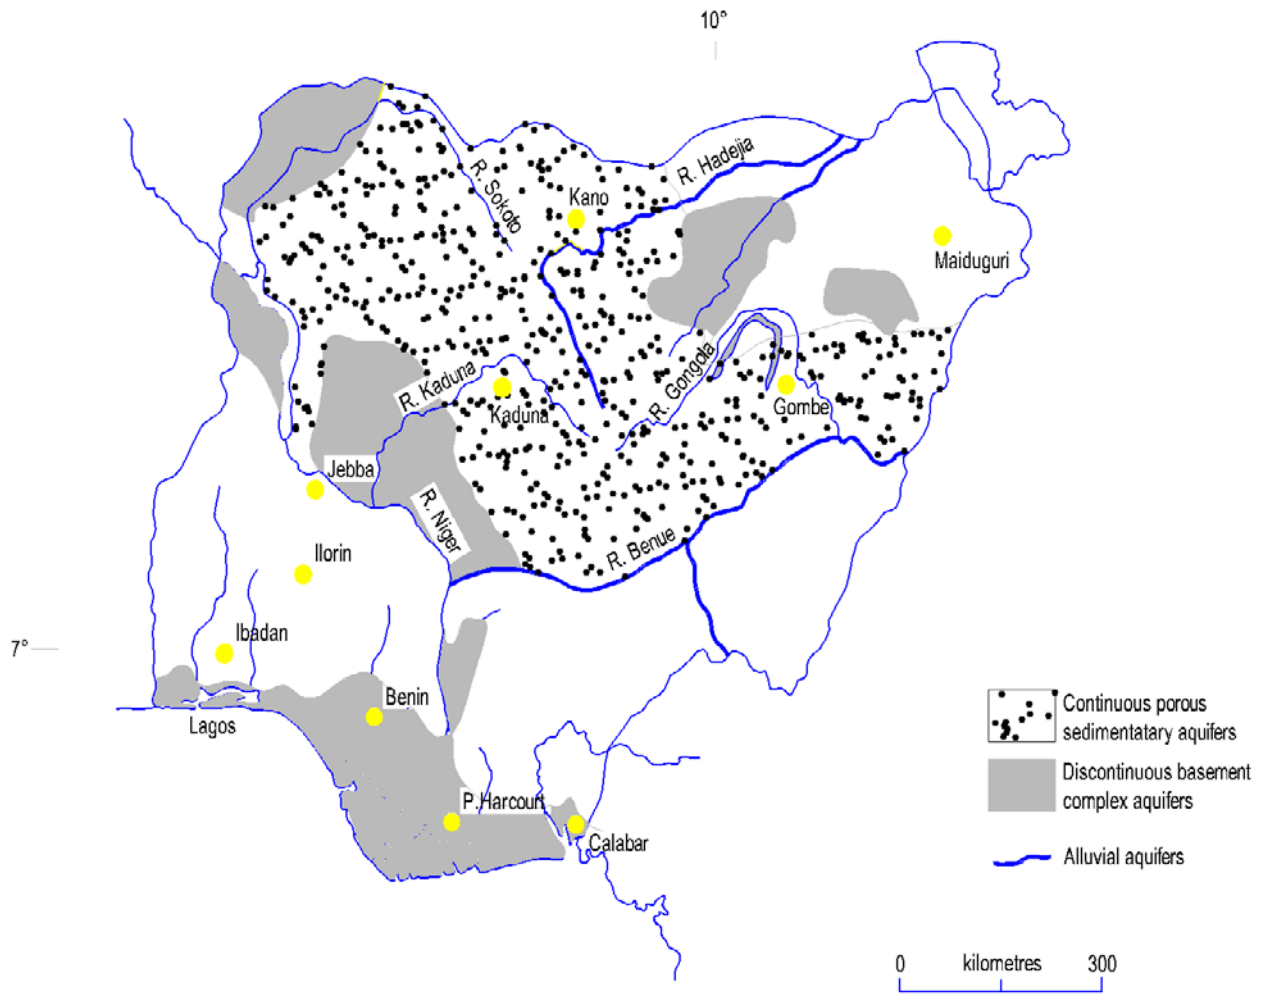 10°
R. Hadejia
R. Sokoto
Kano
Maiduguri
R. Kaduna
R. Gongola
Kaduna
Gombe
Jebba
R. Niger
R. Benue
Ilorin
Ibadan
7°
Benin
Lagos
P.Harcourt
Calabar
Continuous porous
sedimentatary aquifers
Discontinuous basement
complex aquifers
Alluvial aquifers
0 kilometres 300